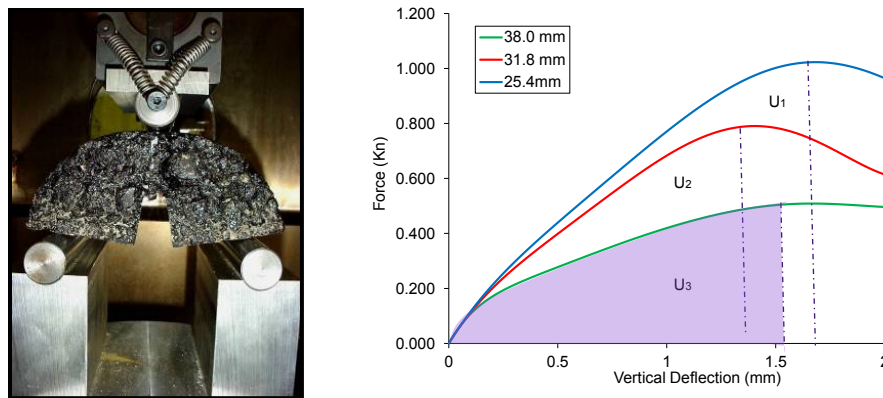 1.200
1.000
0.800
0.600
0.400
0.200
0.000
Force (Kn)
38.0 mm
31.8 mm
25.4mm
U1
U2
U3
0
0.5
1
1.5
2
Vertical Deflection (mm)